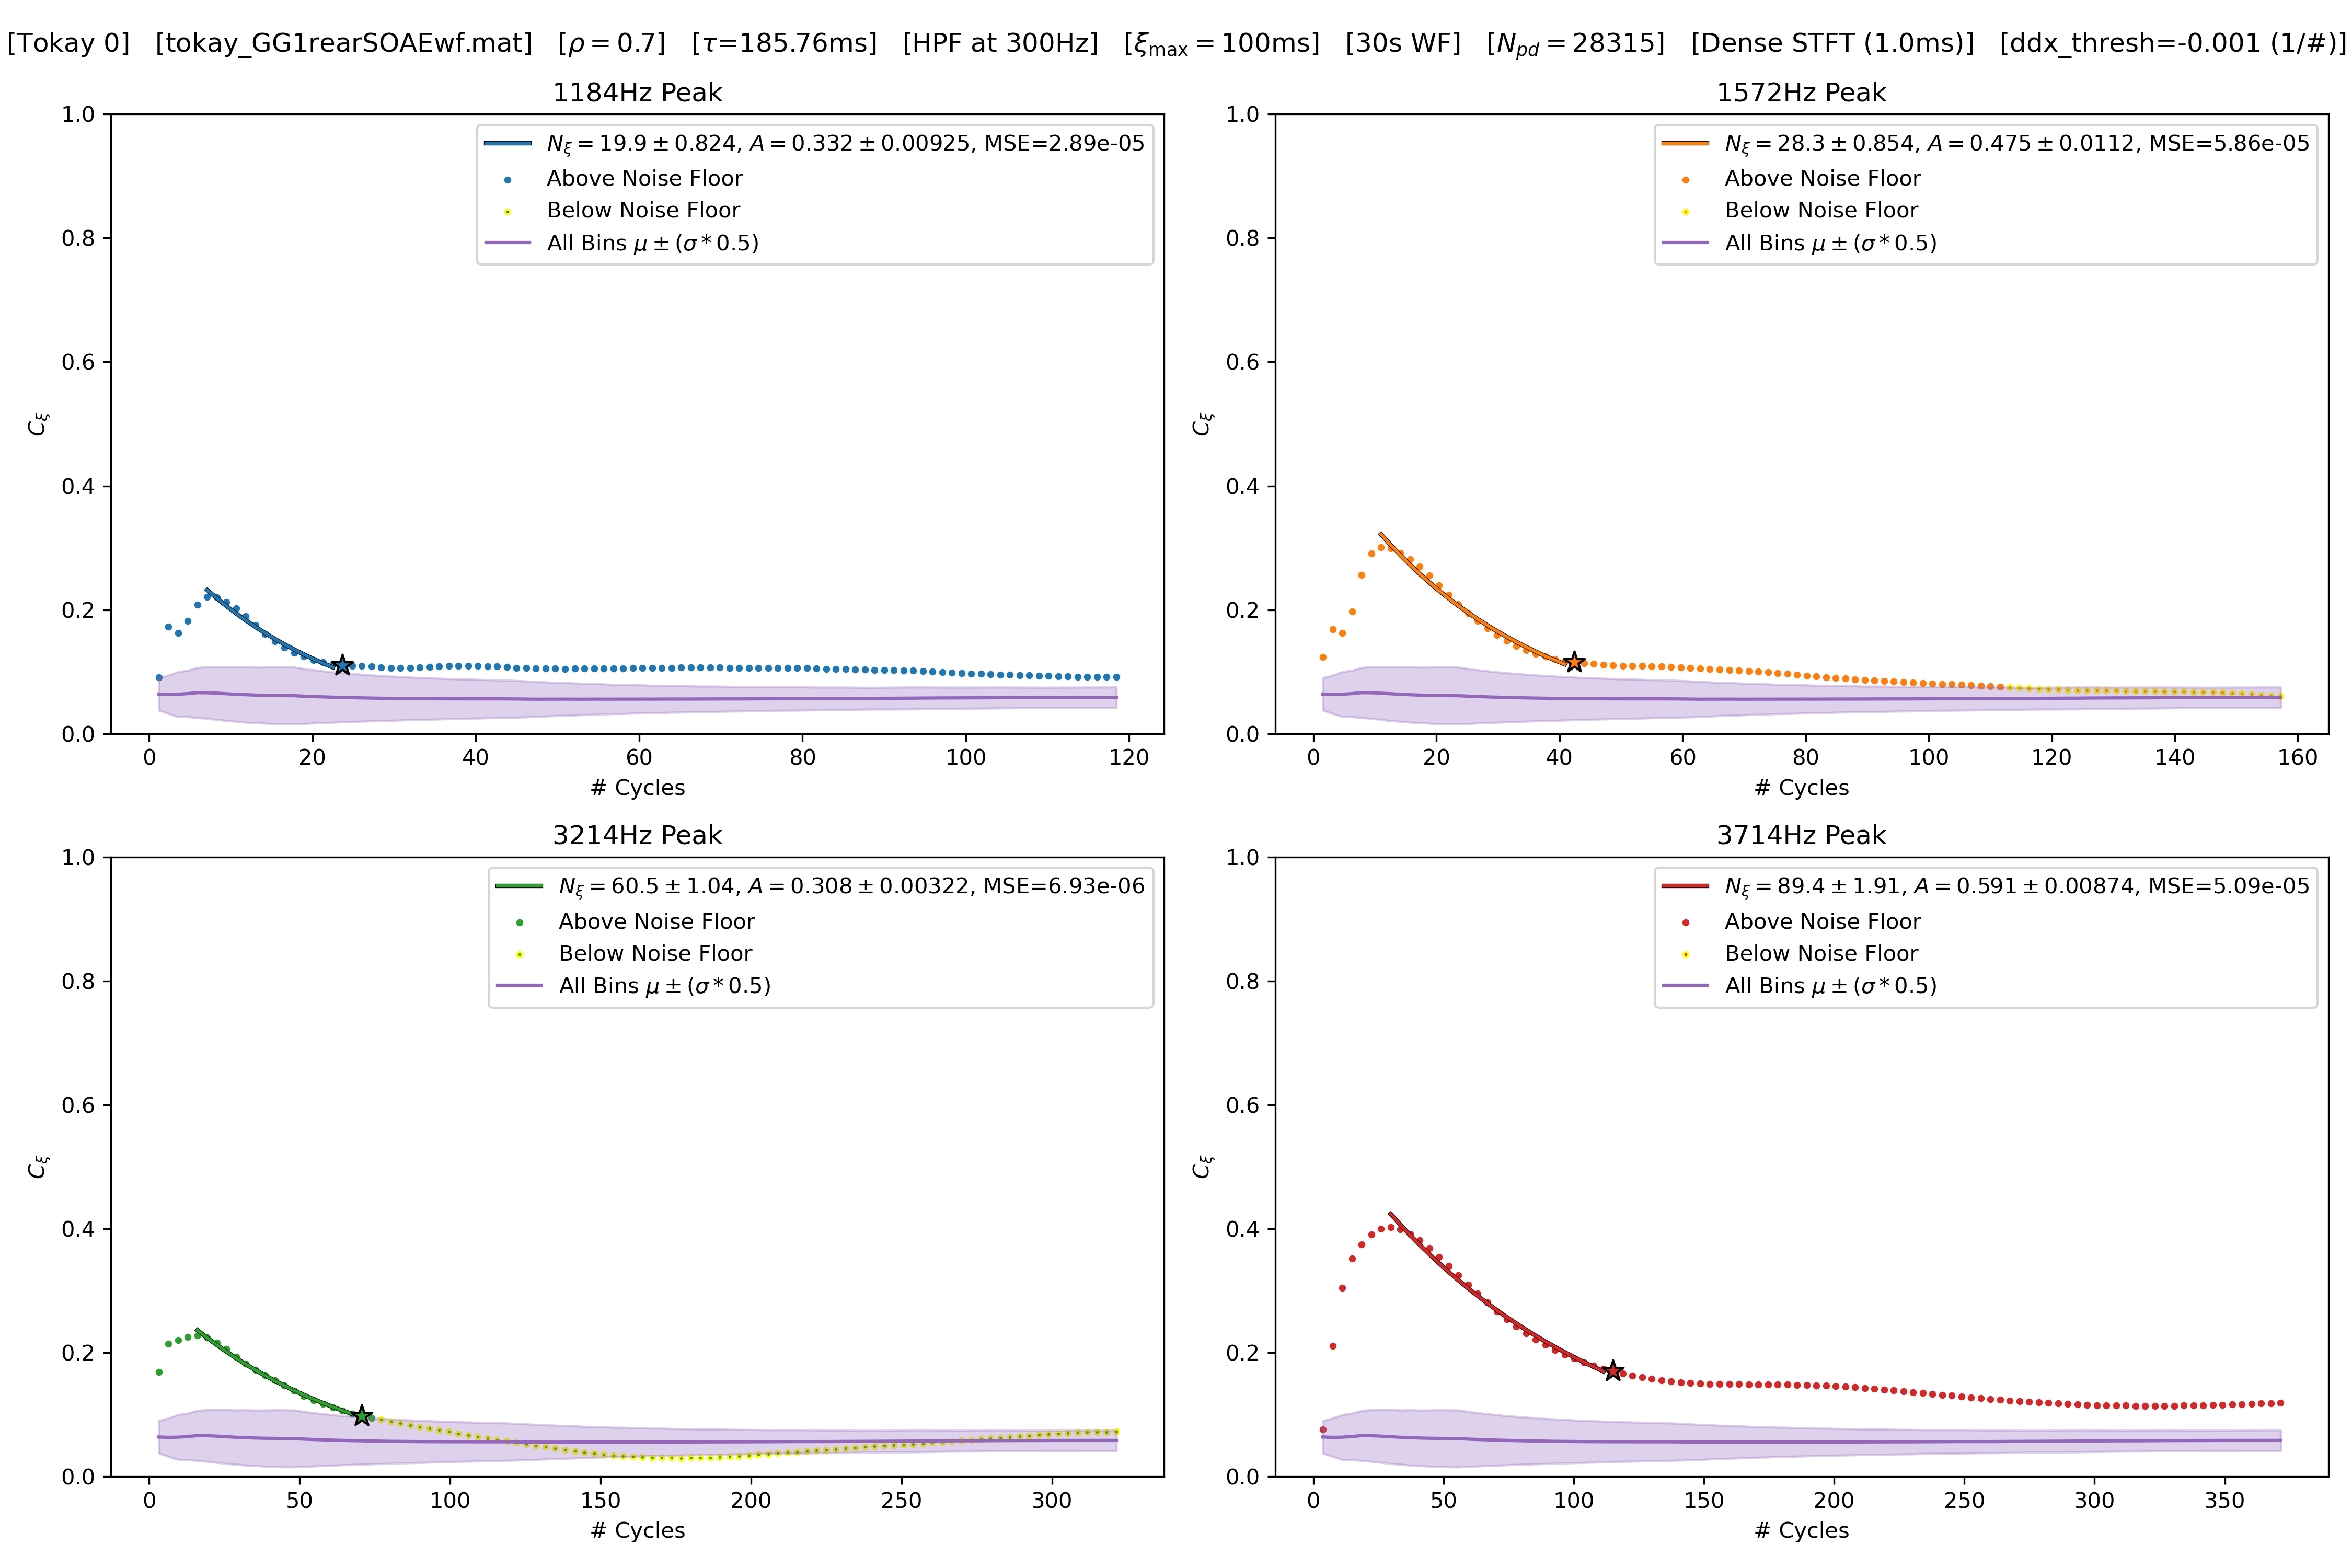 [Tokay 0] [tokay_GG1rearSOAEwf.mat] [ρ = 0.7] [τ=185.76ms] [HPF at 300Hz] [ξmax = 100ms] [30s WF] [Npd = 28315] [Dense STFT (1.0ms)] [ddx_thresh=-0.001 (1/#)]
1184Hz Peak
Nξ = 19.9 ± 0.824, A = 0.332 ± 0.00925, MSE=2.89e-05
Above Noise Floor
Below Noise Floor
All Bins μ ± (σ * 0.5)
1.0
0.8
0.6
0.4
0.2
0.0
Cξ
0 20 40 60 80 100 120
# Cycles
1572Hz Peak
Nξ = 28.3 ± 0.854, A = 0.475 ± 0.0112, MSE=5.86e-05
Above Noise Floor
Below Noise Floor
All Bins μ ± (σ * 0.5)
1.0
0.8
0.6
0.4
0.2
0.0
Cξ
0 20 40 60 80 100 120 140 160
# Cycles
3214Hz Peak
Nξ = 60.5 ± 1.04, A = 0.308 ± 0.00322, MSE=6.93e-06
Above Noise Floor
Below Noise Floor
All Bins μ ± (σ * 0.5)
1.0
0.8
0.6
0.4
0.2
0.0
Cξ
0 50 100 150 200 250 300
# Cycles
3714Hz Peak
Nξ = 89.4 ± 1.91, A = 0.591 ± 0.00874, MSE=5.09e-05
Above Noise Floor
Below Noise Floor
All Bins μ ± (σ * 0.5)
1.0
0.8
0.6
0.4
0.2
0.0
Cξ
0 50 100 150 200 250 300 350
# Cycles